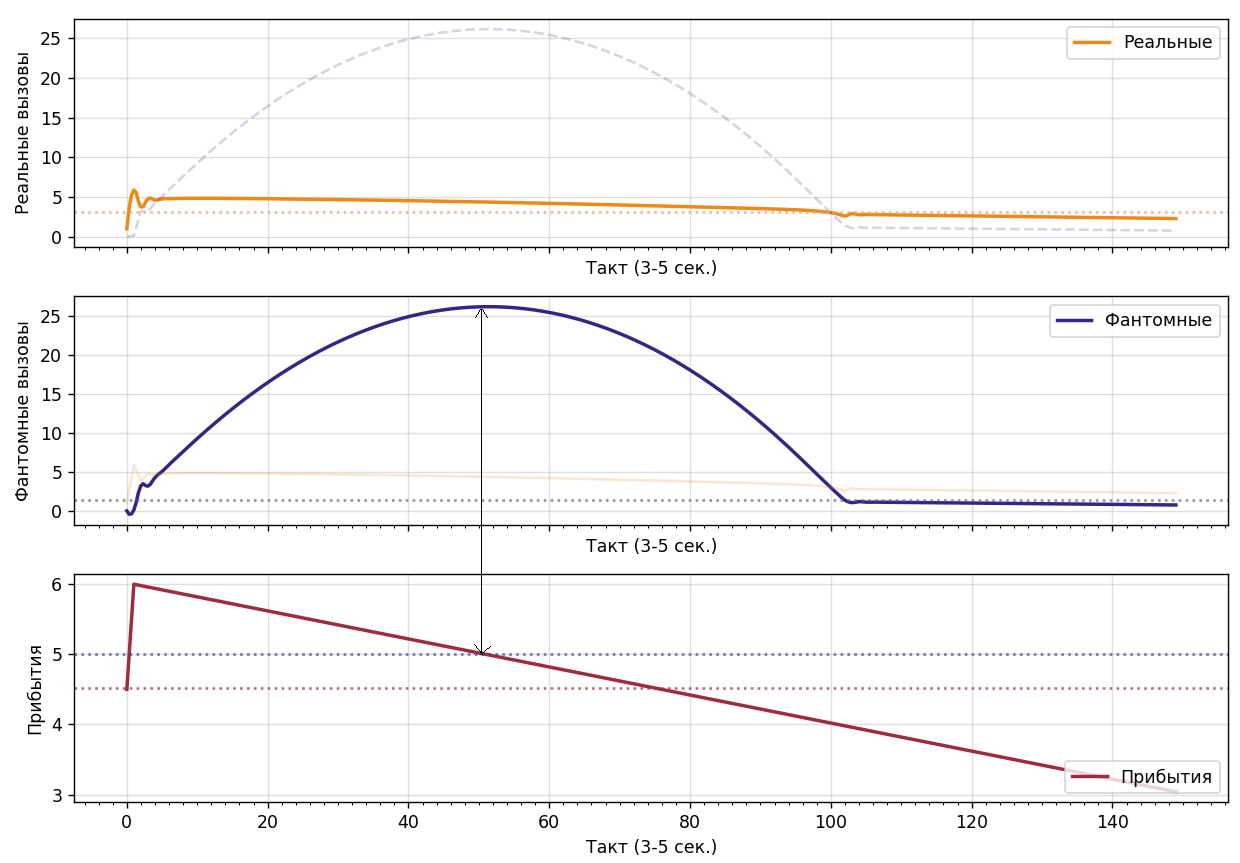 Реальные вызовы
25
20
15
10
5
0
Реальные
Такт (3-5 сек.)
Фантомные вызовы
25
20
15
10
5
0
Фантомные
Такт (3-5 сек.)
Прибытия
6
5
4
3
Прибытия
0 20 40 60 80 100 120 140
Такт (3-5 сек.)